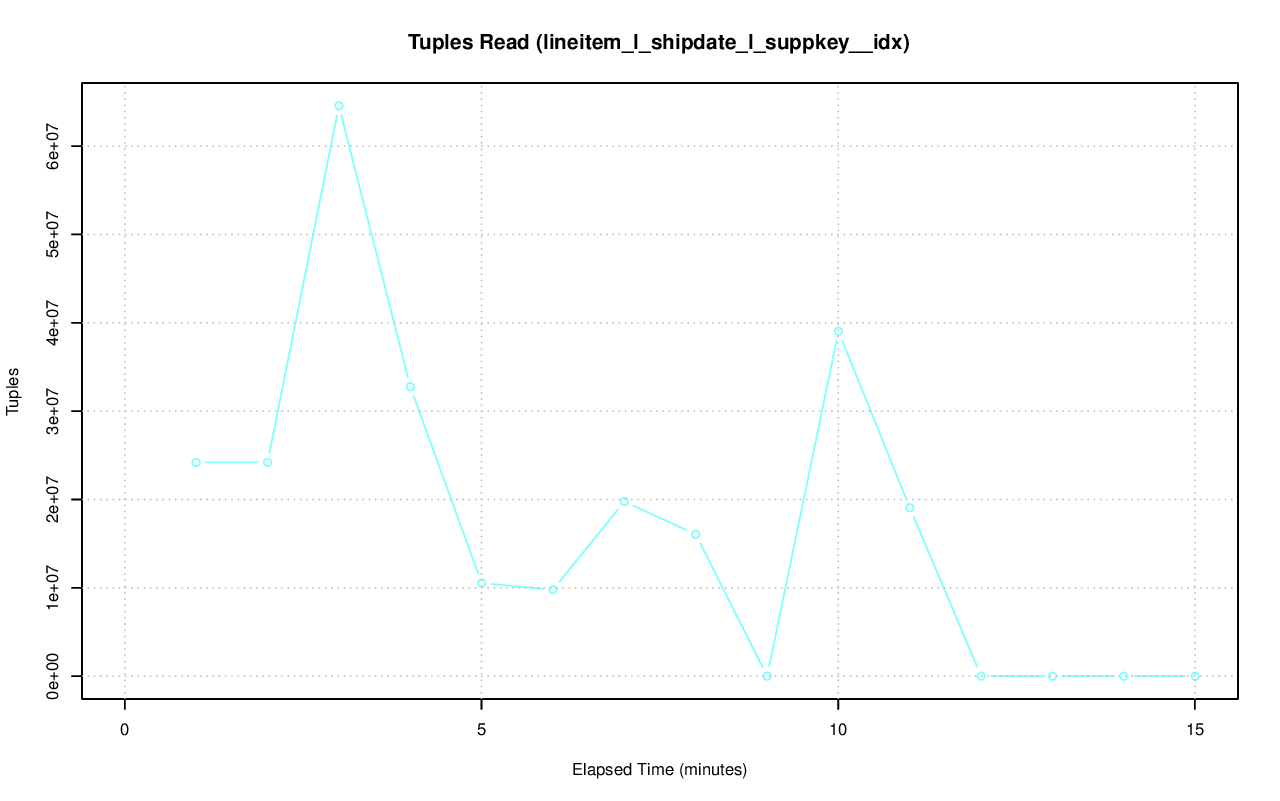 Tuples Read (lineitem_l_shipdate_l_suppkey__idx)
6e+07
5e+07
4e+07
3e+07
2e+07
1e+07
0e+00
Tuples
0 5 10 15
Elapsed Time (minutes)